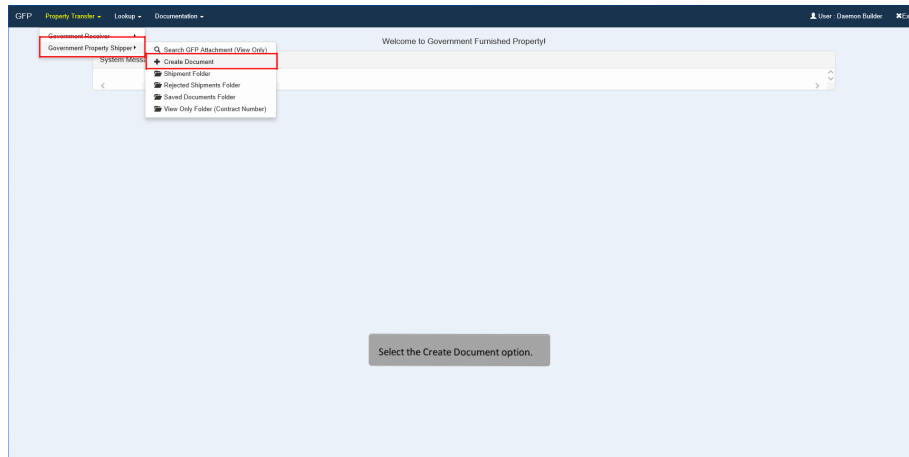 GFP Property Transfer Lookup Documentation User : Daemon Builder
Welcome to Government Furnished Property!
Government Receiver
Government Property Shipper
Search GFP Attachment (View Only)
Create Document
Shipment Folder
Rejected Shipments Folder
Saved Documents Folder
View Only Folder (Contract Number)
System Messa
Select the Create Document option.